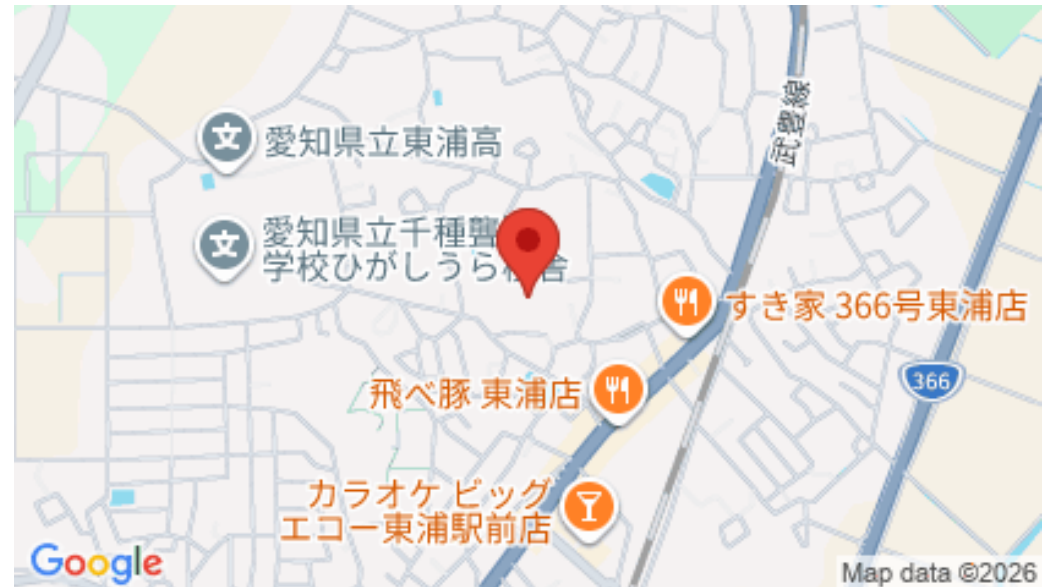 武豊線
文
愛知県立東浦高
文
愛知県立千種聾
学校ひがしうら校舎
すき家 366号東浦店
366
飛べ豚 東浦店
カラオケ ビッグ
エコー東浦駅前店
Google
Map data ©2026